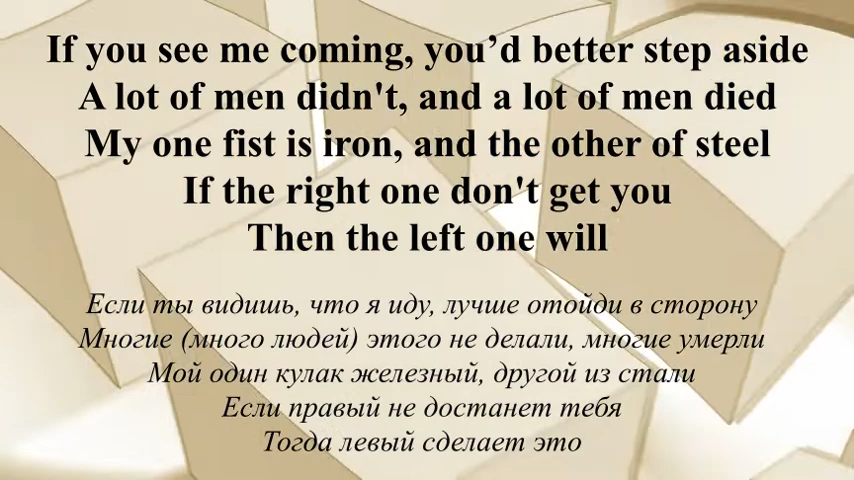 If you see me coming, you’d better step aside
A lot of men didn't, and a lot of men died
My one fist is iron, and the other of steel
If the right one don't get you
Then the left one will
Если ты видишь, что я иду, лучше отойди в сторону
Многие (много людей) этого не делали, многие умерли
Мой один кулак железный, другой из стали
Если правый не достанет тебя
Тогда левый сделает это